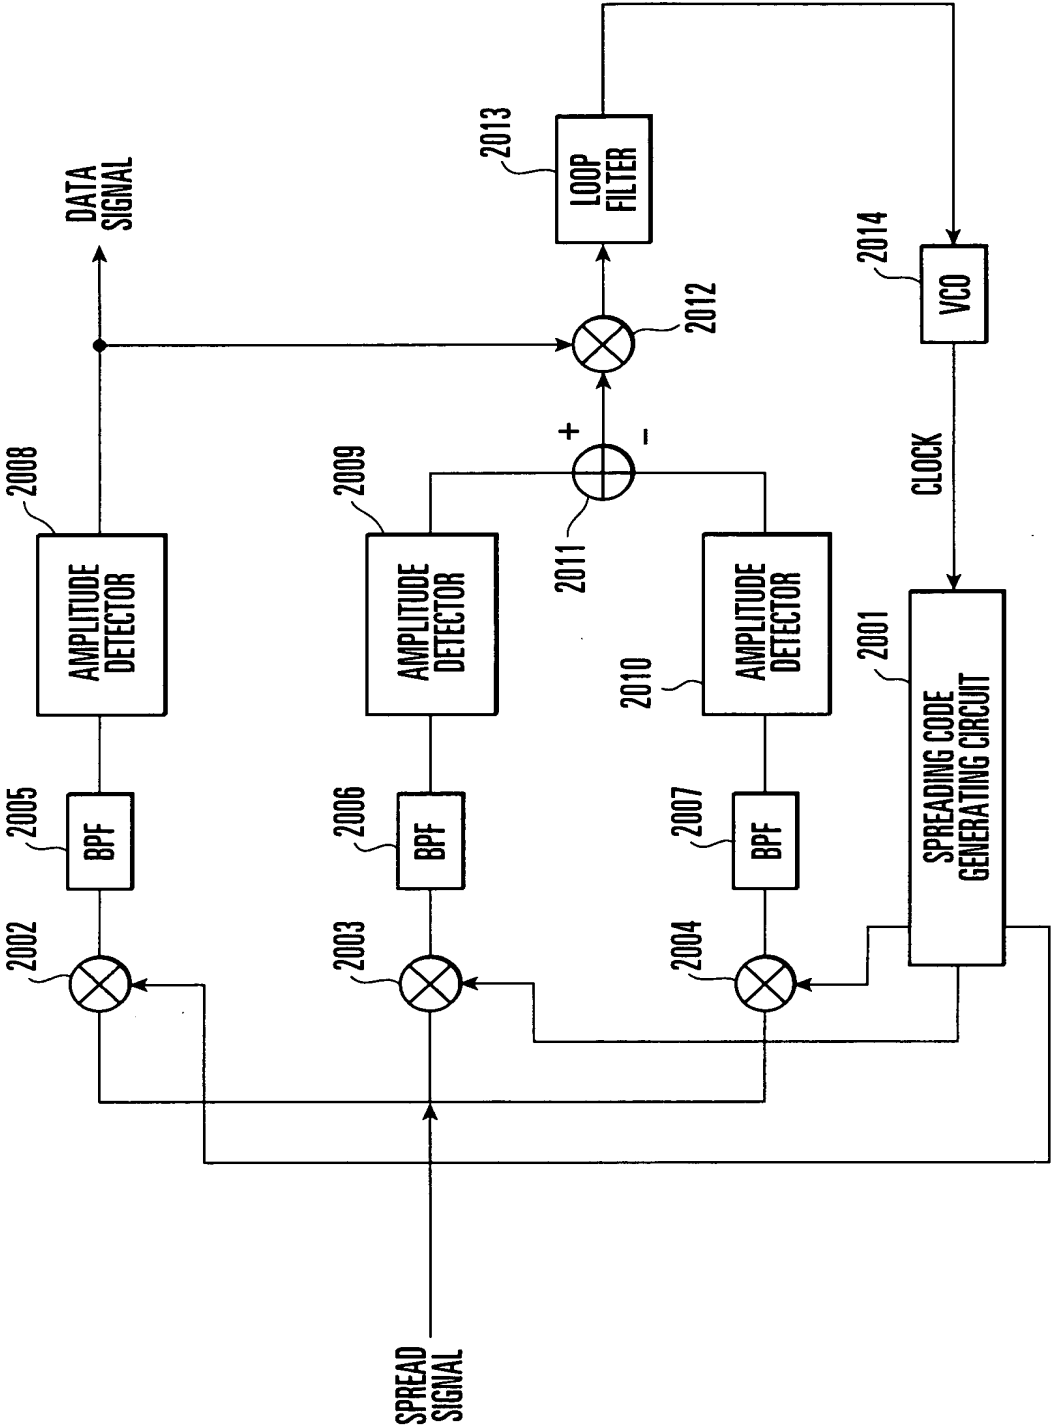 SPREAD
SIGNAL
2002
2005
BPF
2008
AMPLITUDE
DETECTOR
DATA
SIGNAL
2003
2006
BPF
2009
AMPLITUDE
DETECTOR
2004
2007
BPF
2010
AMPLITUDE
DETECTOR
2011
+
−
2012
2013
LOOP
FILTER
2001
SPREADING CODE
GENERATING CIRCUIT
CLOCK
2014
VCO